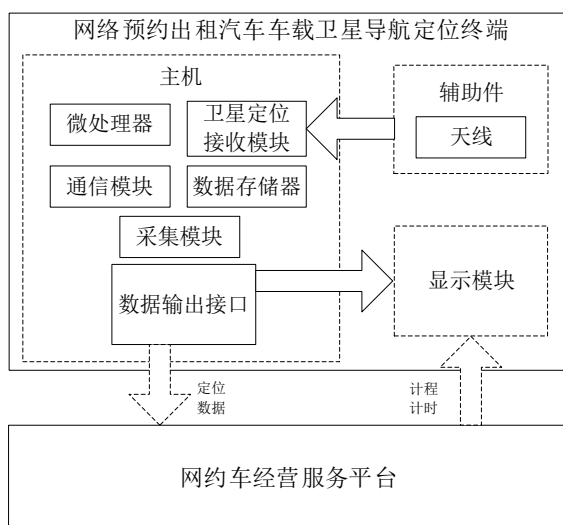 网络预约出租汽车车载卫星导航定位终端
主机
微处理器
卫星定位
接收模块
通信模块
数据存储器
采集模块
数据输出接口
辅助件
天线
显示模块
定位
数据
计程
计时
网约车经营服务平台